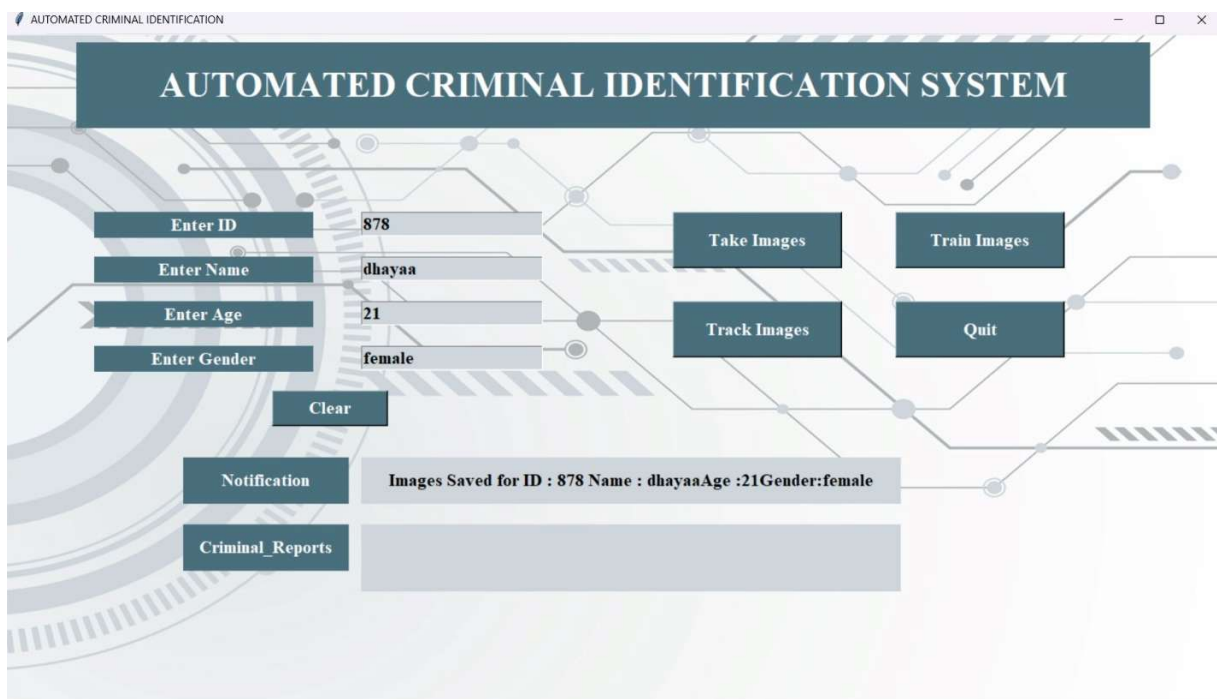 AUTOMATED CRIMINAL IDENTIFICATION
AUTOMATED CRIMINAL IDENTIFICATION SYSTEM
Enter ID
878
Enter Name
dhayaa
Enter Age
21
Enter Gender
female
Clear
Take Images
Train Images
Track Images
Quit
Notification
Images Saved for ID : 878 Name : dhayaaAge :21Gender:female
Criminal_Reports